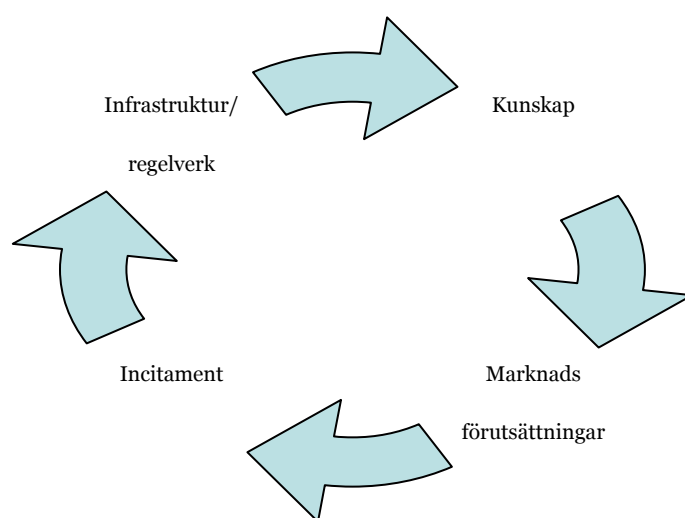 Infrastruktur/
regelverk
Kunskap
Marknads
förutsättningar
Incitament